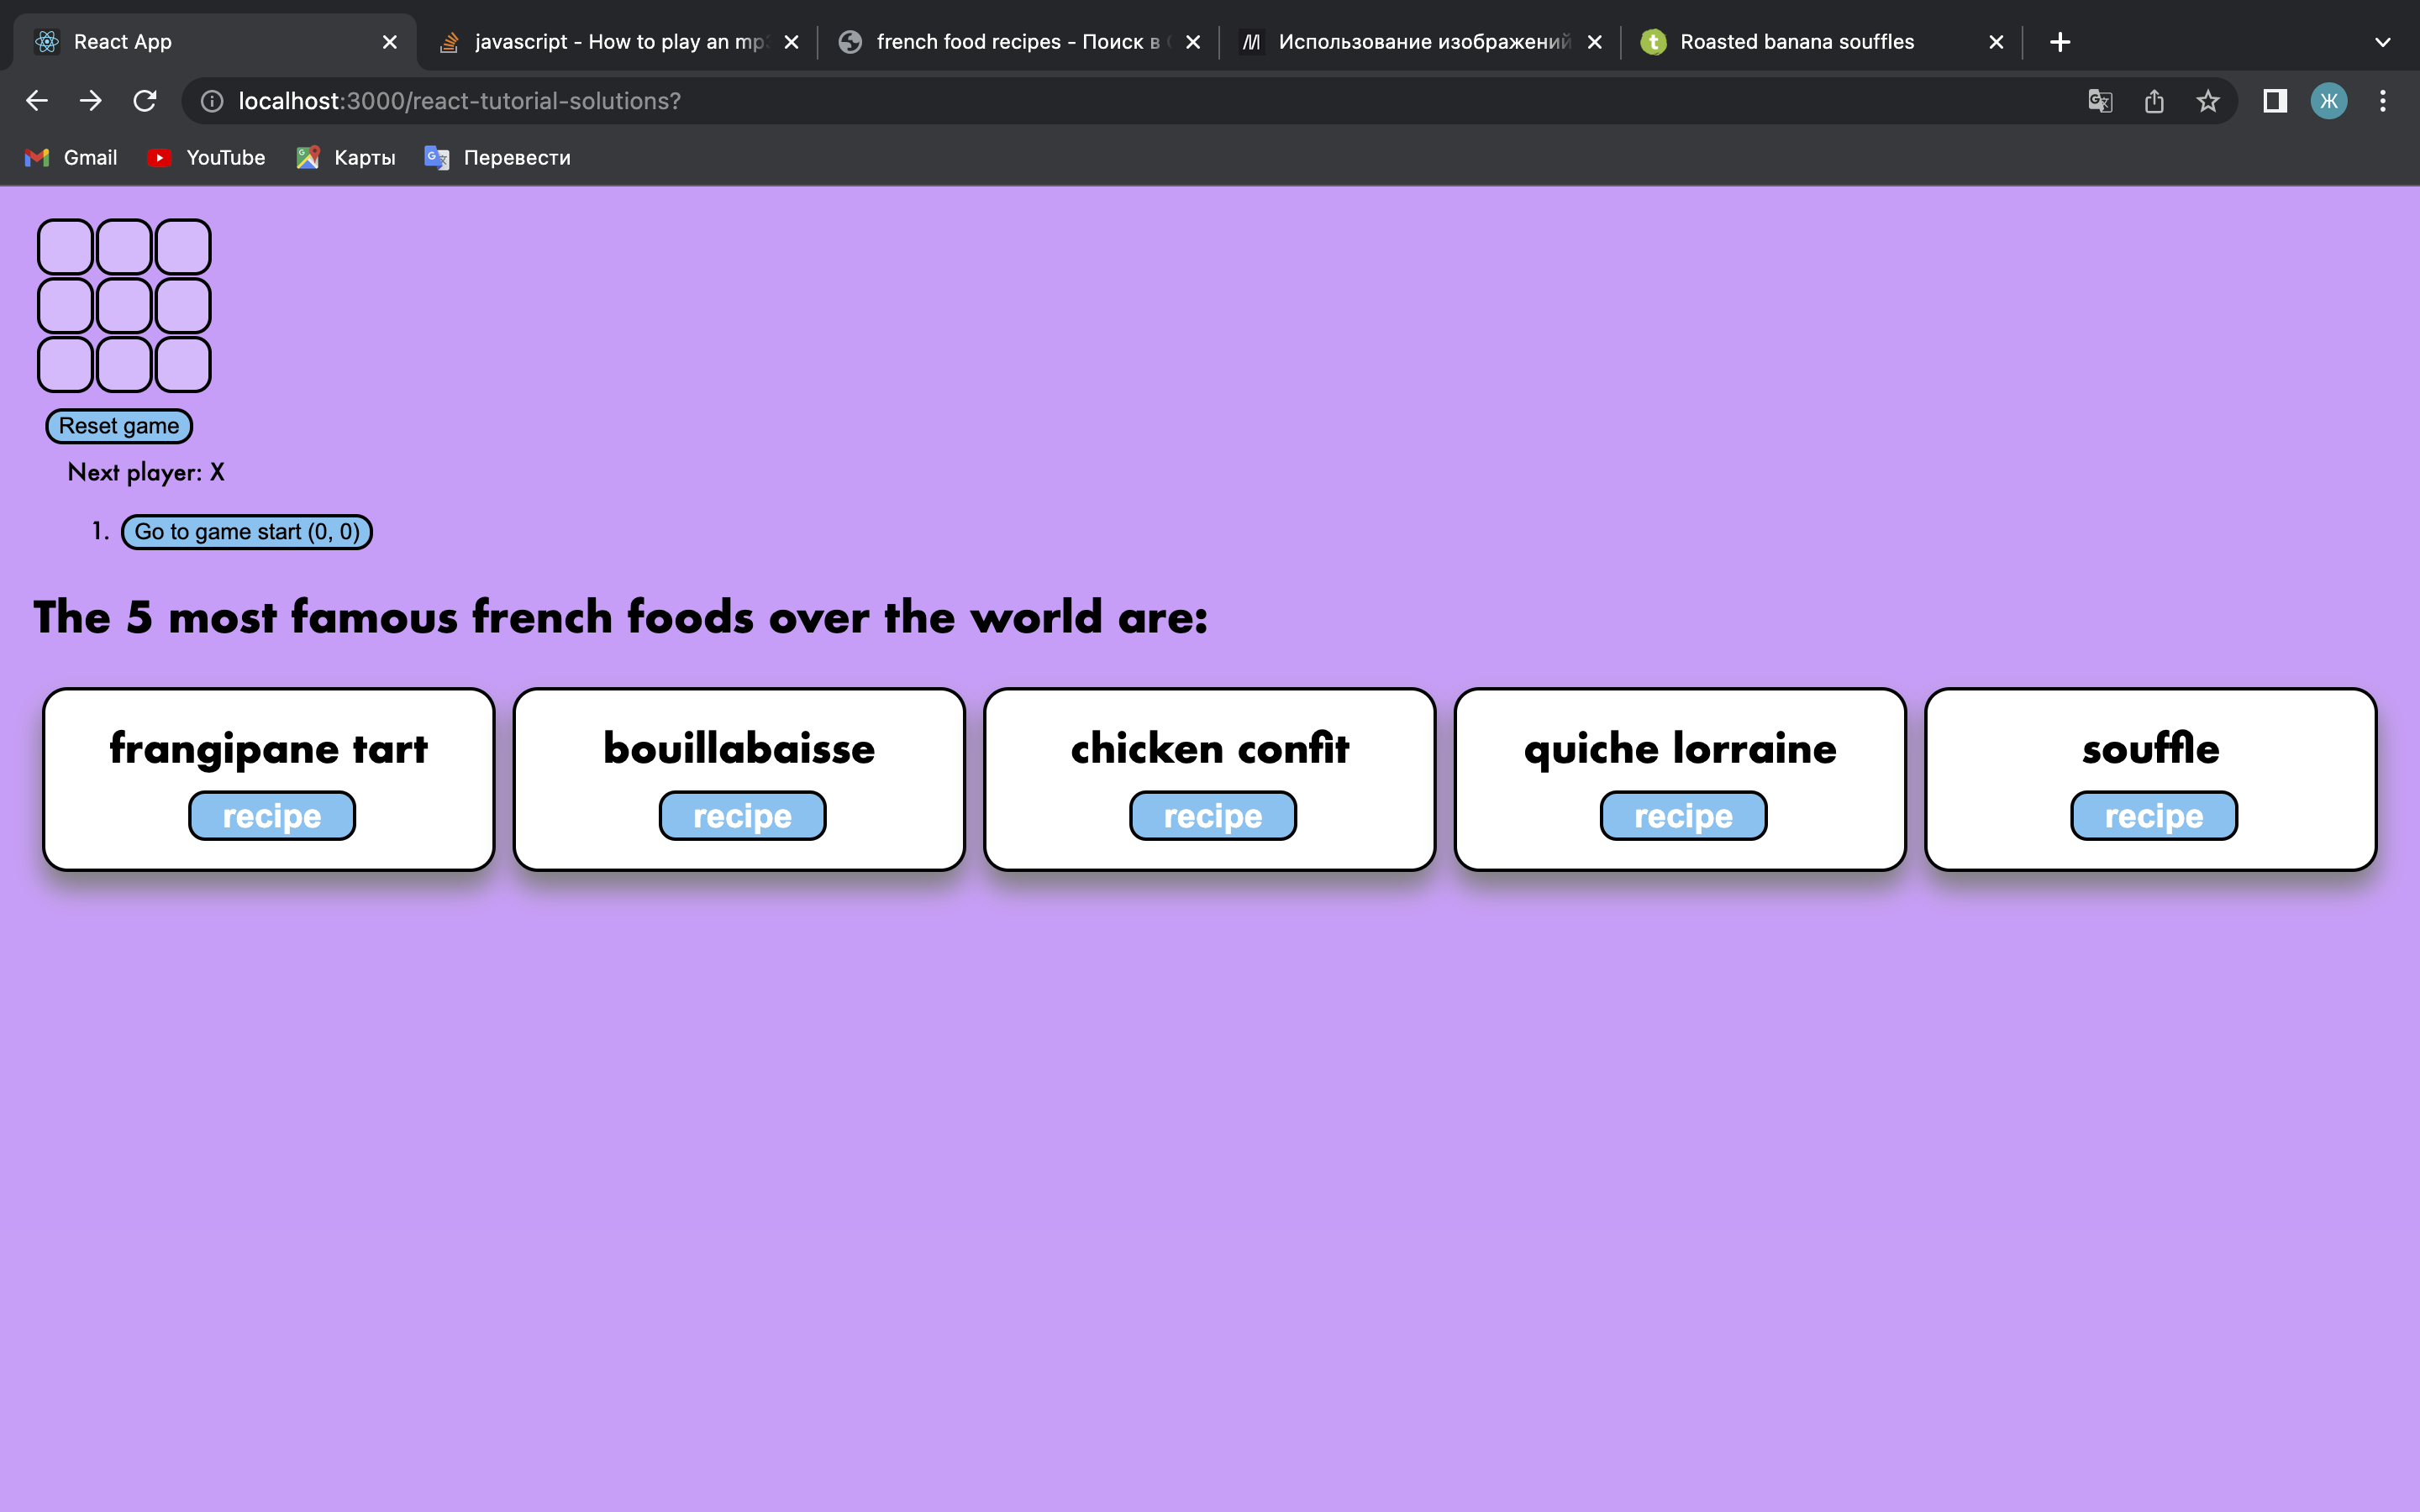 React App
javascript - How to play an mp3
french food recipes - Поиск в
Использование изображений
Roasted banana souffles
localhost:3000/react-tutorial-solutions?
Ж
Gmail
YouTube
Карты
Перевести
Reset game
Next player: X
1. Go to game start (0, 0)
The 5 most famous french foods over the world are:
frangipane tart
recipe
bouillabaisse
recipe
chicken confit
recipe
quiche lorraine
recipe
souffle
recipe